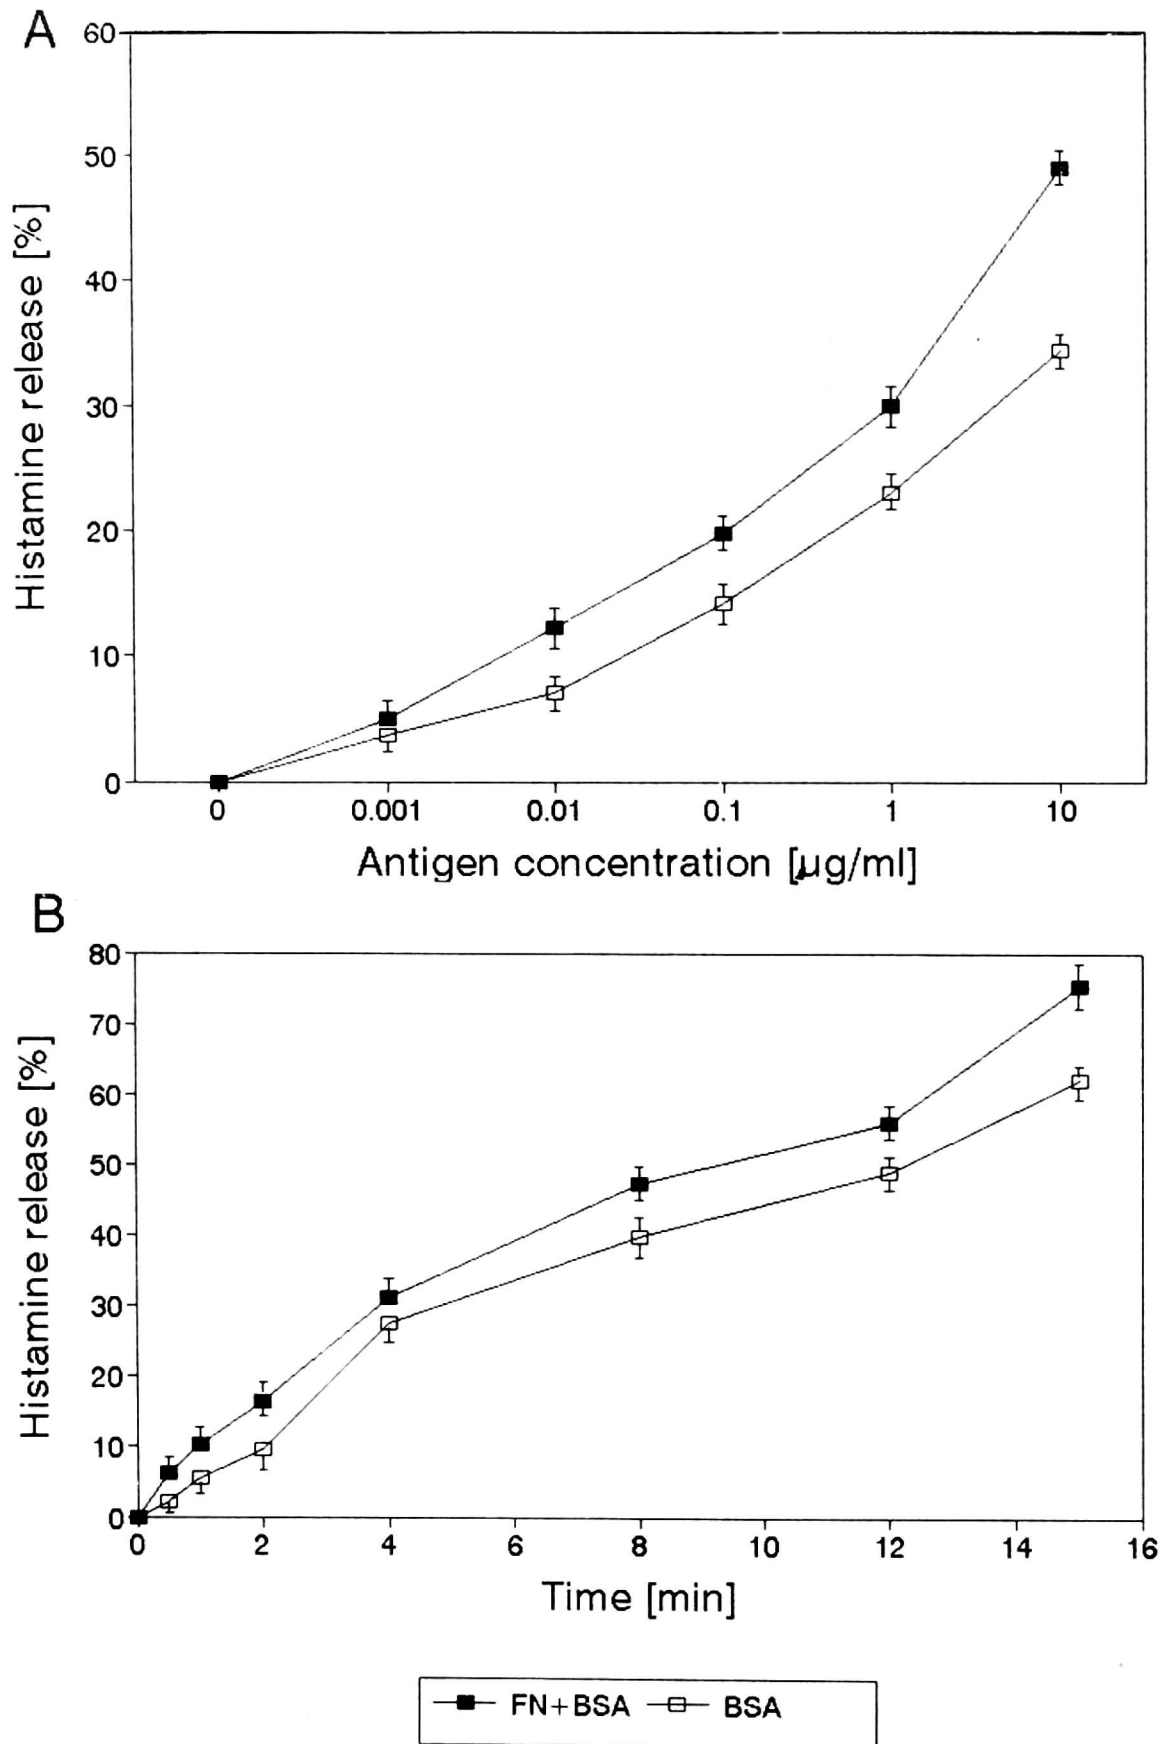 A
60
50
40
30
20
10
0
Histamine release [%]
0 0.001 0.01 0.1 1 10
Antigen concentration [µg/ml]
B
80
70
60
50
40
30
20
10
0
Histamine release [%]
0 2 4 6 8 10 12 14 16
Time [min]
FN+BSA BSA